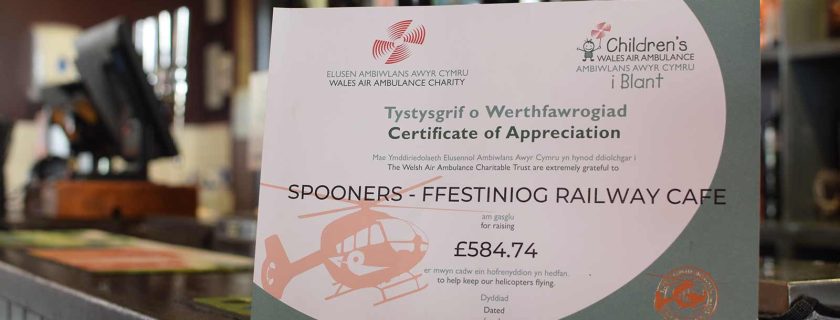 ELUSEN AMBIWLANS AWYR CYMRU
WALES AIR AMBULANCE CHARITY
Children's
WALES AIR AMBULANCE
AMBIWLANS AWYR CYMRU
i Blant
Tystysgrif o Werthfawrogiad
Certificate of Appreciation
Mae Ymddiriedolaeth Elusennol Ambiwlans Awyr Cymru yn hynod ddiolchgar i
The Welsh Air Ambulance Charitable Trust are extremely grateful to
SPOONERS - FFESTINIOG RAILWAY CAFE
am gasglu
for raising
£584.74
er mwyn cadw ein hofrenyddion yn hedfan.
to help keep our helicopters flying.
Dyddiad
Dated